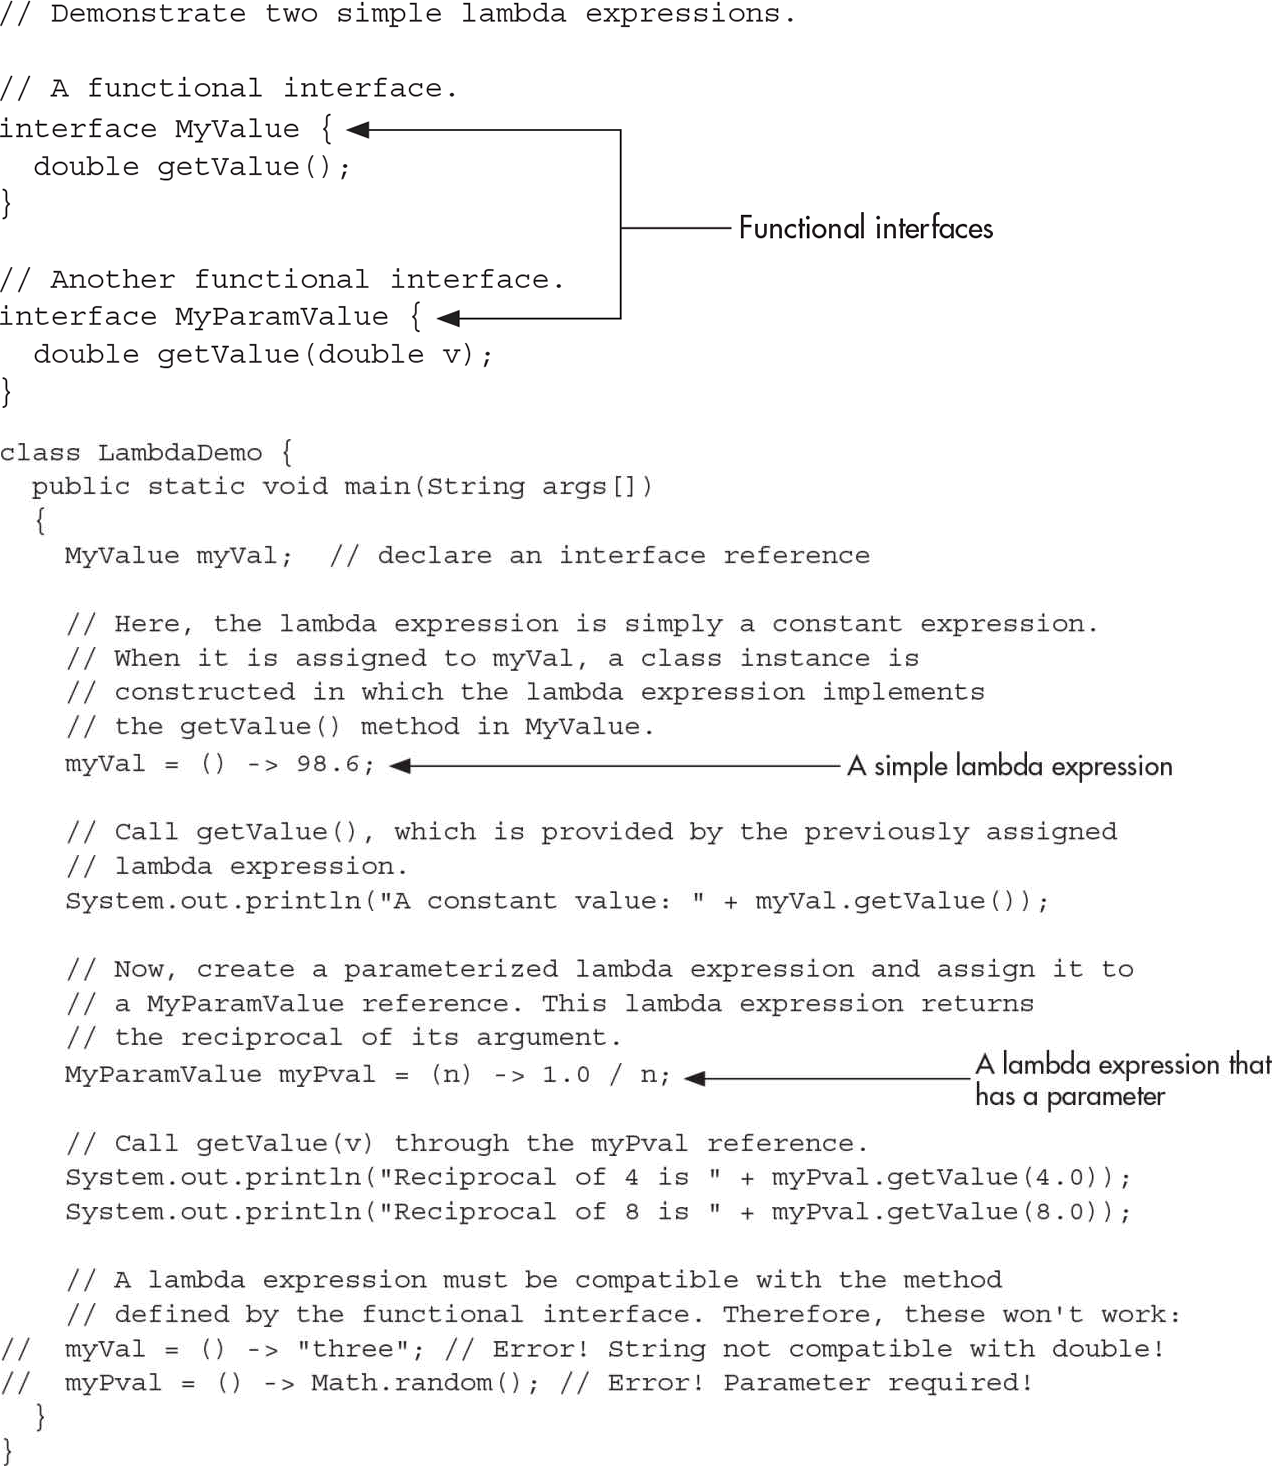 // Demonstrate two simple lambda expressions.
// A functional interface.
interface MyValue {
double getValue();
}
Functional interfaces
// Another functional interface.
interface MyParamValue {
double getValue(double v);
}
class LambdaDemo {
public static void main(String args[])
{
MyValue myVal;  // declare an interface reference
// Here, the lambda expression is simply a constant expression.
// When it is assigned to myVal, a class instance is
// constructed in which the lambda expression implements
// the getValue() method in MyValue.
myVal = () -> 98.6;
A simple lambda expression
// Call getValue(), which is provided by the previously assigned
// lambda expression.
System.out.println("A constant value: " + myVal.getValue());
// Now, create a parameterized lambda expression and assign it to
// a MyParamValue reference. This lambda expression returns
// the reciprocal of its argument.
MyParamValue myPval = (n) -> 1.0 / n;
A lambda expression that
has a parameter
// Call getValue(v) through the myPval reference.
System.out.println("Reciprocal of 4 is " + myPval.getValue(4.0));
System.out.println("Reciprocal of 8 is " + myPval.getValue(8.0));
// A lambda expression must be compatible with the method
// defined by the functional interface. Therefore, these won't work:
//  myVal = () -> "three"; // Error! String not compatible with double!
//  myPval = () -> Math.random(); // Error! Parameter required!
}
}